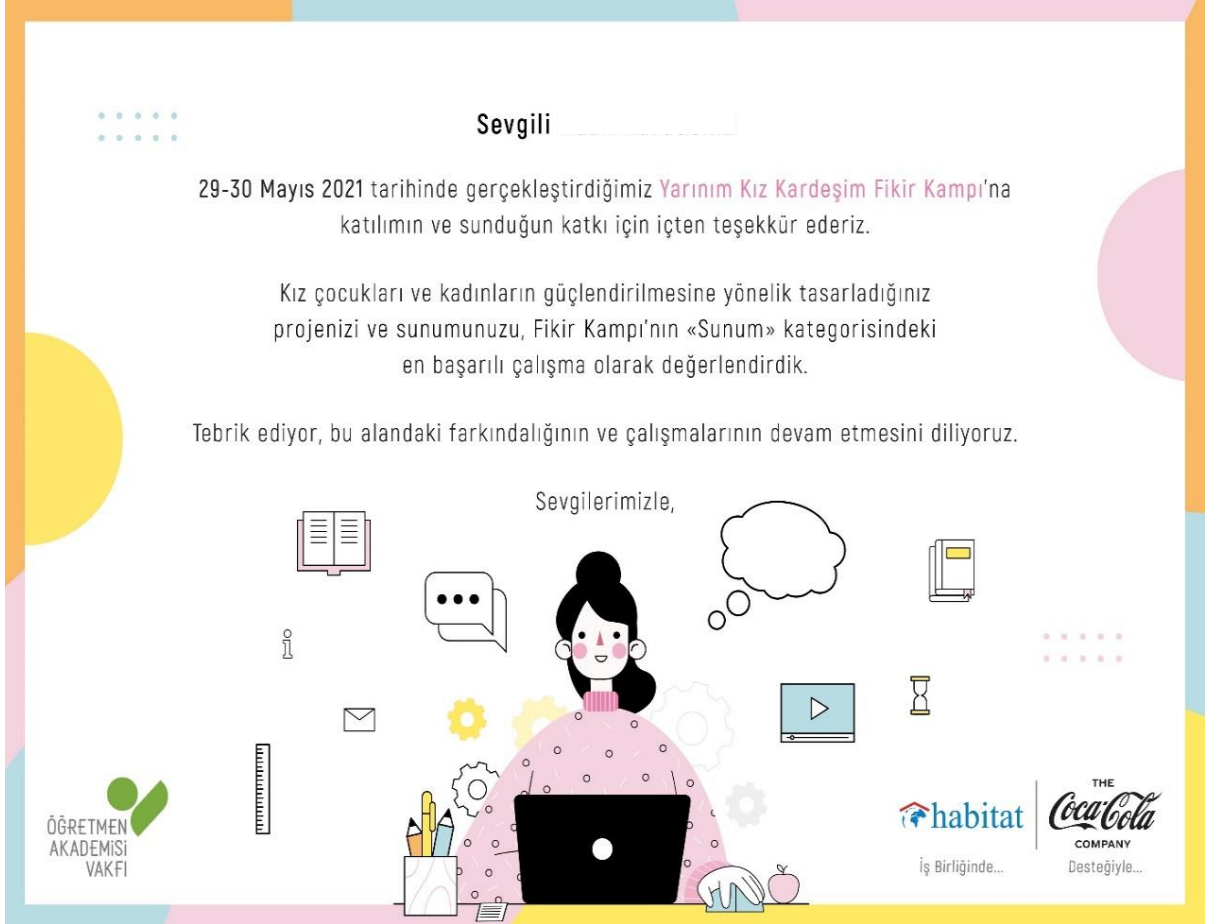 Sevgili
29-30 Mayıs 2021 tarihinde gerçekleştirdiğimiz Yarınım Kız Kardeşim Fikir Kampı'na
katılımın ve sunduğun katkı için içten teşekkür ederiz.
Kız çocukları ve kadınların güçlendirilmesine yönelik tasarladığınız
projenizi ve sunumunuzu, Fikir Kampı'nın «Sunum» kategorisindeki
en başarılı çalışma olarak değerlendirdik.
Tebrik ediyor, bu alandaki farkındalığının ve çalışmalarının devam etmesini diliyoruz.
Sevgilerimizle,
ÖĞRETMEN
AKADEMİSİ
VAKFI
habitat
İş Birliğinde...
THE
Coca-Cola
COMPANY
Desteğiyle...